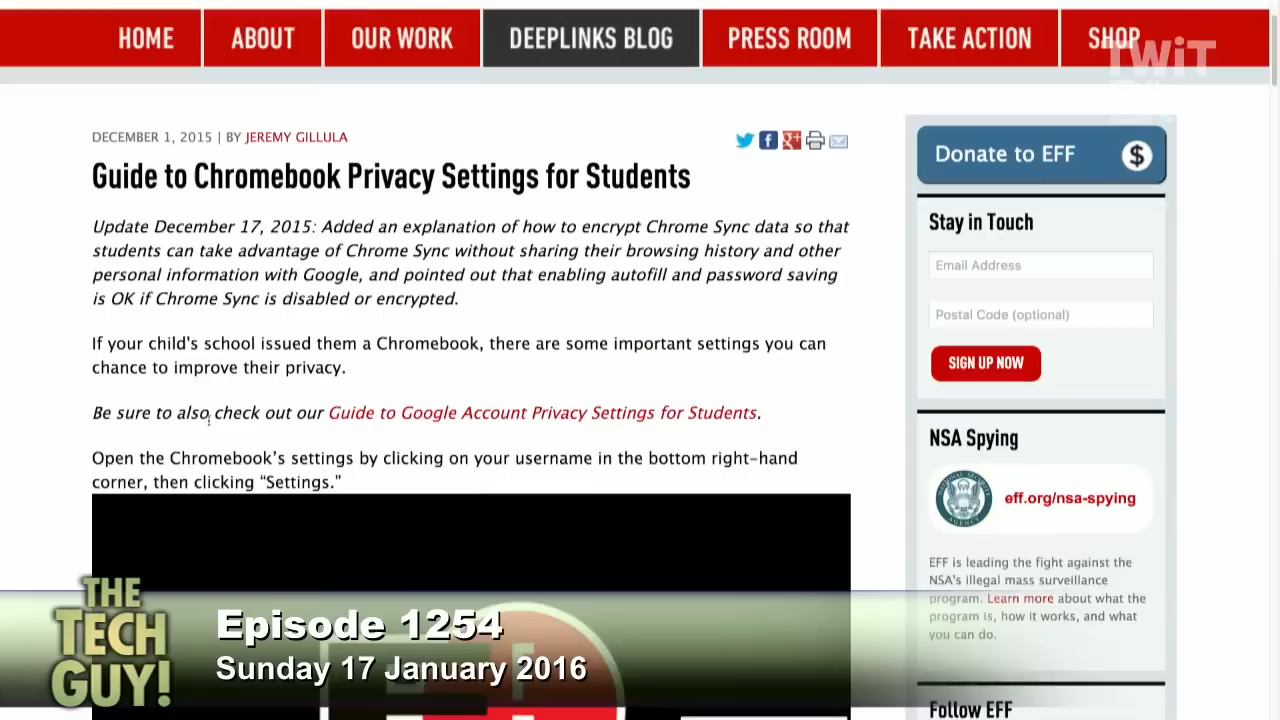 HOME
ABOUT
OUR WORK
DEEPLINKS BLOG
PRESS ROOM
TAKE ACTION
SHOP
TWiT
DECEMBER 1, 2015 | BY JEREMY GILLULA
Guide to Chromebook Privacy Settings for Students
Update December 17, 2015: Added an explanation of how to encrypt Chrome Sync data so that
students can take advantage of Chrome Sync without sharing their browsing history and other
personal information with Google, and pointed out that enabling autofill and password saving
is OK if Chrome Sync is disabled or encrypted.
If your child's school issued them a Chromebook, there are some important settings you can
chance to improve their privacy.
Be sure to also check out our Guide to Google Account Privacy Settings for Students.
Open the Chromebook's settings by clicking on your username in the bottom right-hand
corner, then clicking “Settings.”
Donate to EFF $
Stay in Touch
Email Address
Postal Code (optional)
SIGN UP NOW
NSA Spying
eff.org/nsa-spying
EFF is leading the fight against the
NSA's illegal mass surveillance
program. Learn more about what the
program is, how it works, and what
you can do.
Follow EFF
THE
TECH
GUY!
Episode 1254
Sunday 17 January 2016